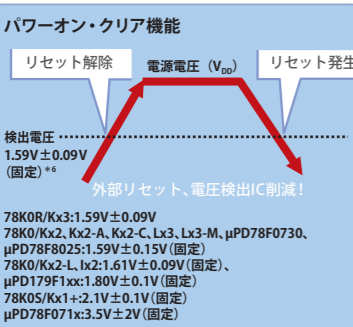 パワーオン・クリア機能
リセット解除
電源電圧（VDD）
リセット発生
検出電圧
1.59V±0.09V
（固定）*6
外部リセット、電圧検出IC削減！
78K0R/Kx3:1.59V±0.09V
78K0/Kx2、Kx2-A、Kx2-C、Lx3、Lx3-M、μPD78F0730、
μPD78F8025:1.59V±0.15V（固定）
78K0/Kx2-L、Ix2:1.61V±0.09V（固定）、
μPD179F1xx:1.80V±0.1V（固定）
78K0S/Kx1+:2.1V±0.1V（固定）
μPD78F071x:3.5V±2V（固定）